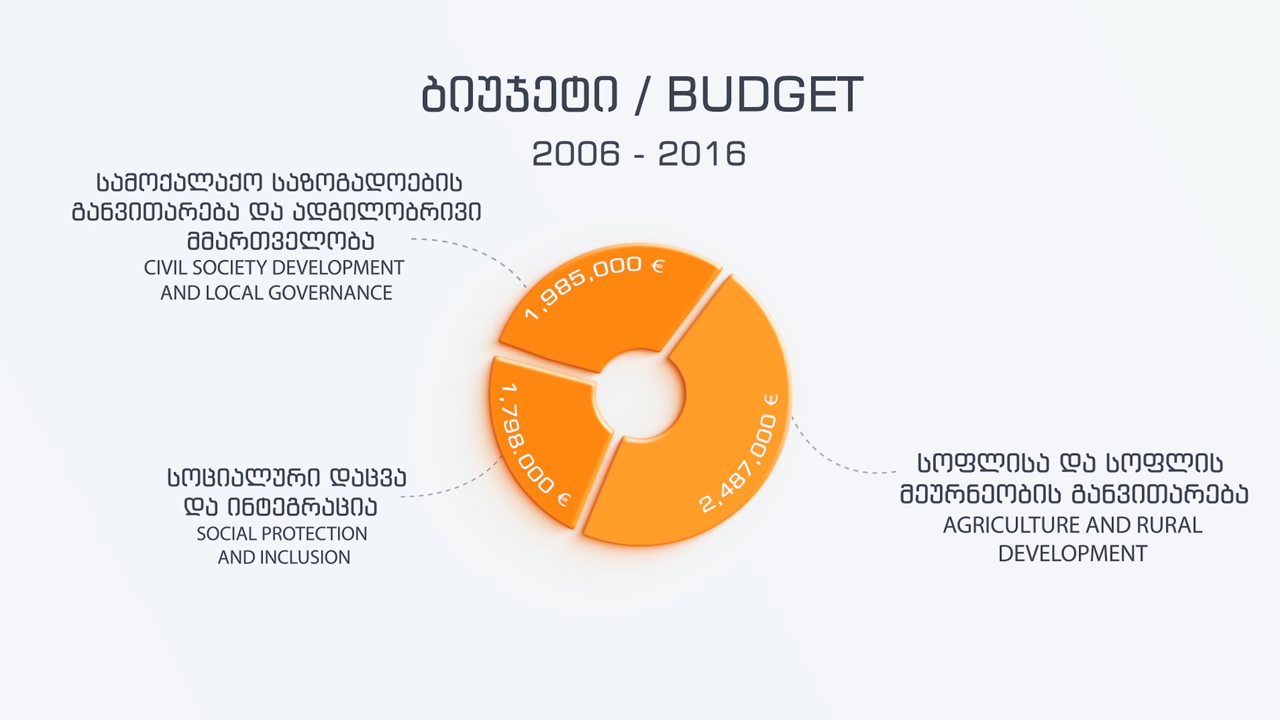 ბიუჯეტი / BUDGET
2006 - 2016
სამოქალაქო საზოგადოების
განვითარება და ადგილობრივი
მმართველობა
CIVIL SOCIETY DEVELOPMENT
AND LOCAL GOVERNANCE
1,985,000 €
1,798.000 €
2,487,000 €
სოციალური დაცვა
და ინტეგრაცია
SOCIAL PROTECTION
AND INCLUSION
სოფლისა და სოფლის
მეურნეობის განვითარება
AGRICULTURE AND RURAL
DEVELOPMENT